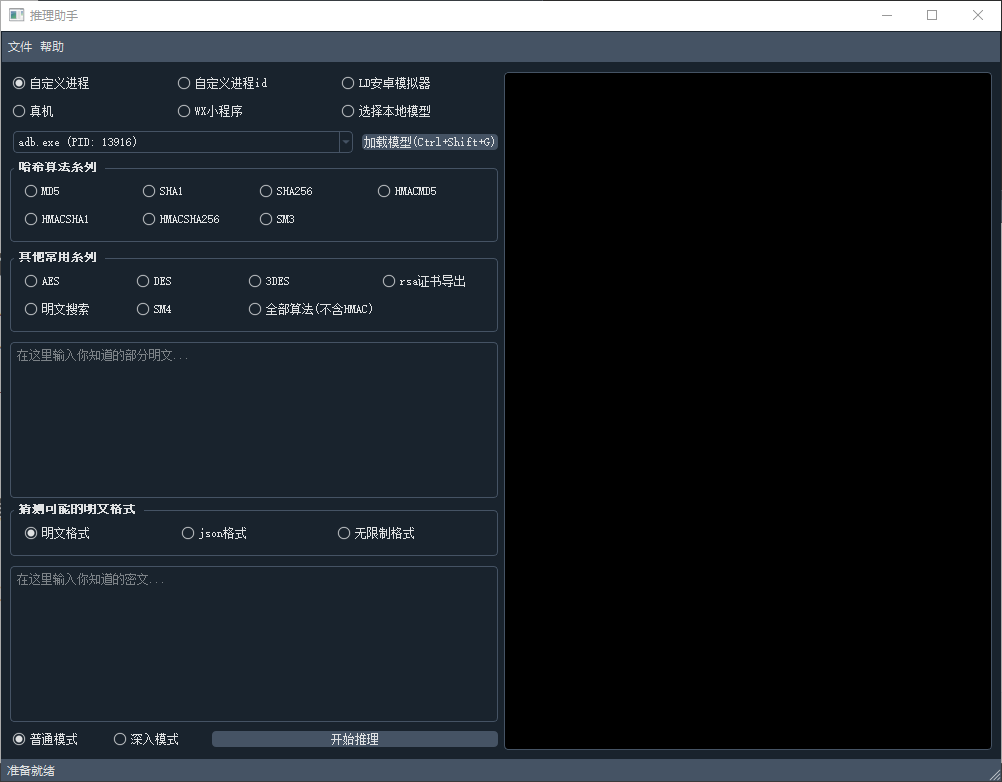 推理助手
文件 帮助
自定义进程 自定义进程id LD安卓模拟器
真机 WX小程序 选择本地模型
adb.exe (PID: 13916) 加载模型(Ctrl+Shift+G)
哈希算法系列
MD5 SHA1 SHA256 HMACMD5
HMACSHA1 HMACSHA256 SM3
其他常用系列
AES DES 3DES rsa证书导出
明文搜索 SM4 全部算法(不含HMAC)
在这里输入你知道的部分明文...
猜测可能的明文格式
明文格式 json格式 无限制格式
在这里输入你知道的密文...
普通模式 深入模式 开始推理
准备就绪